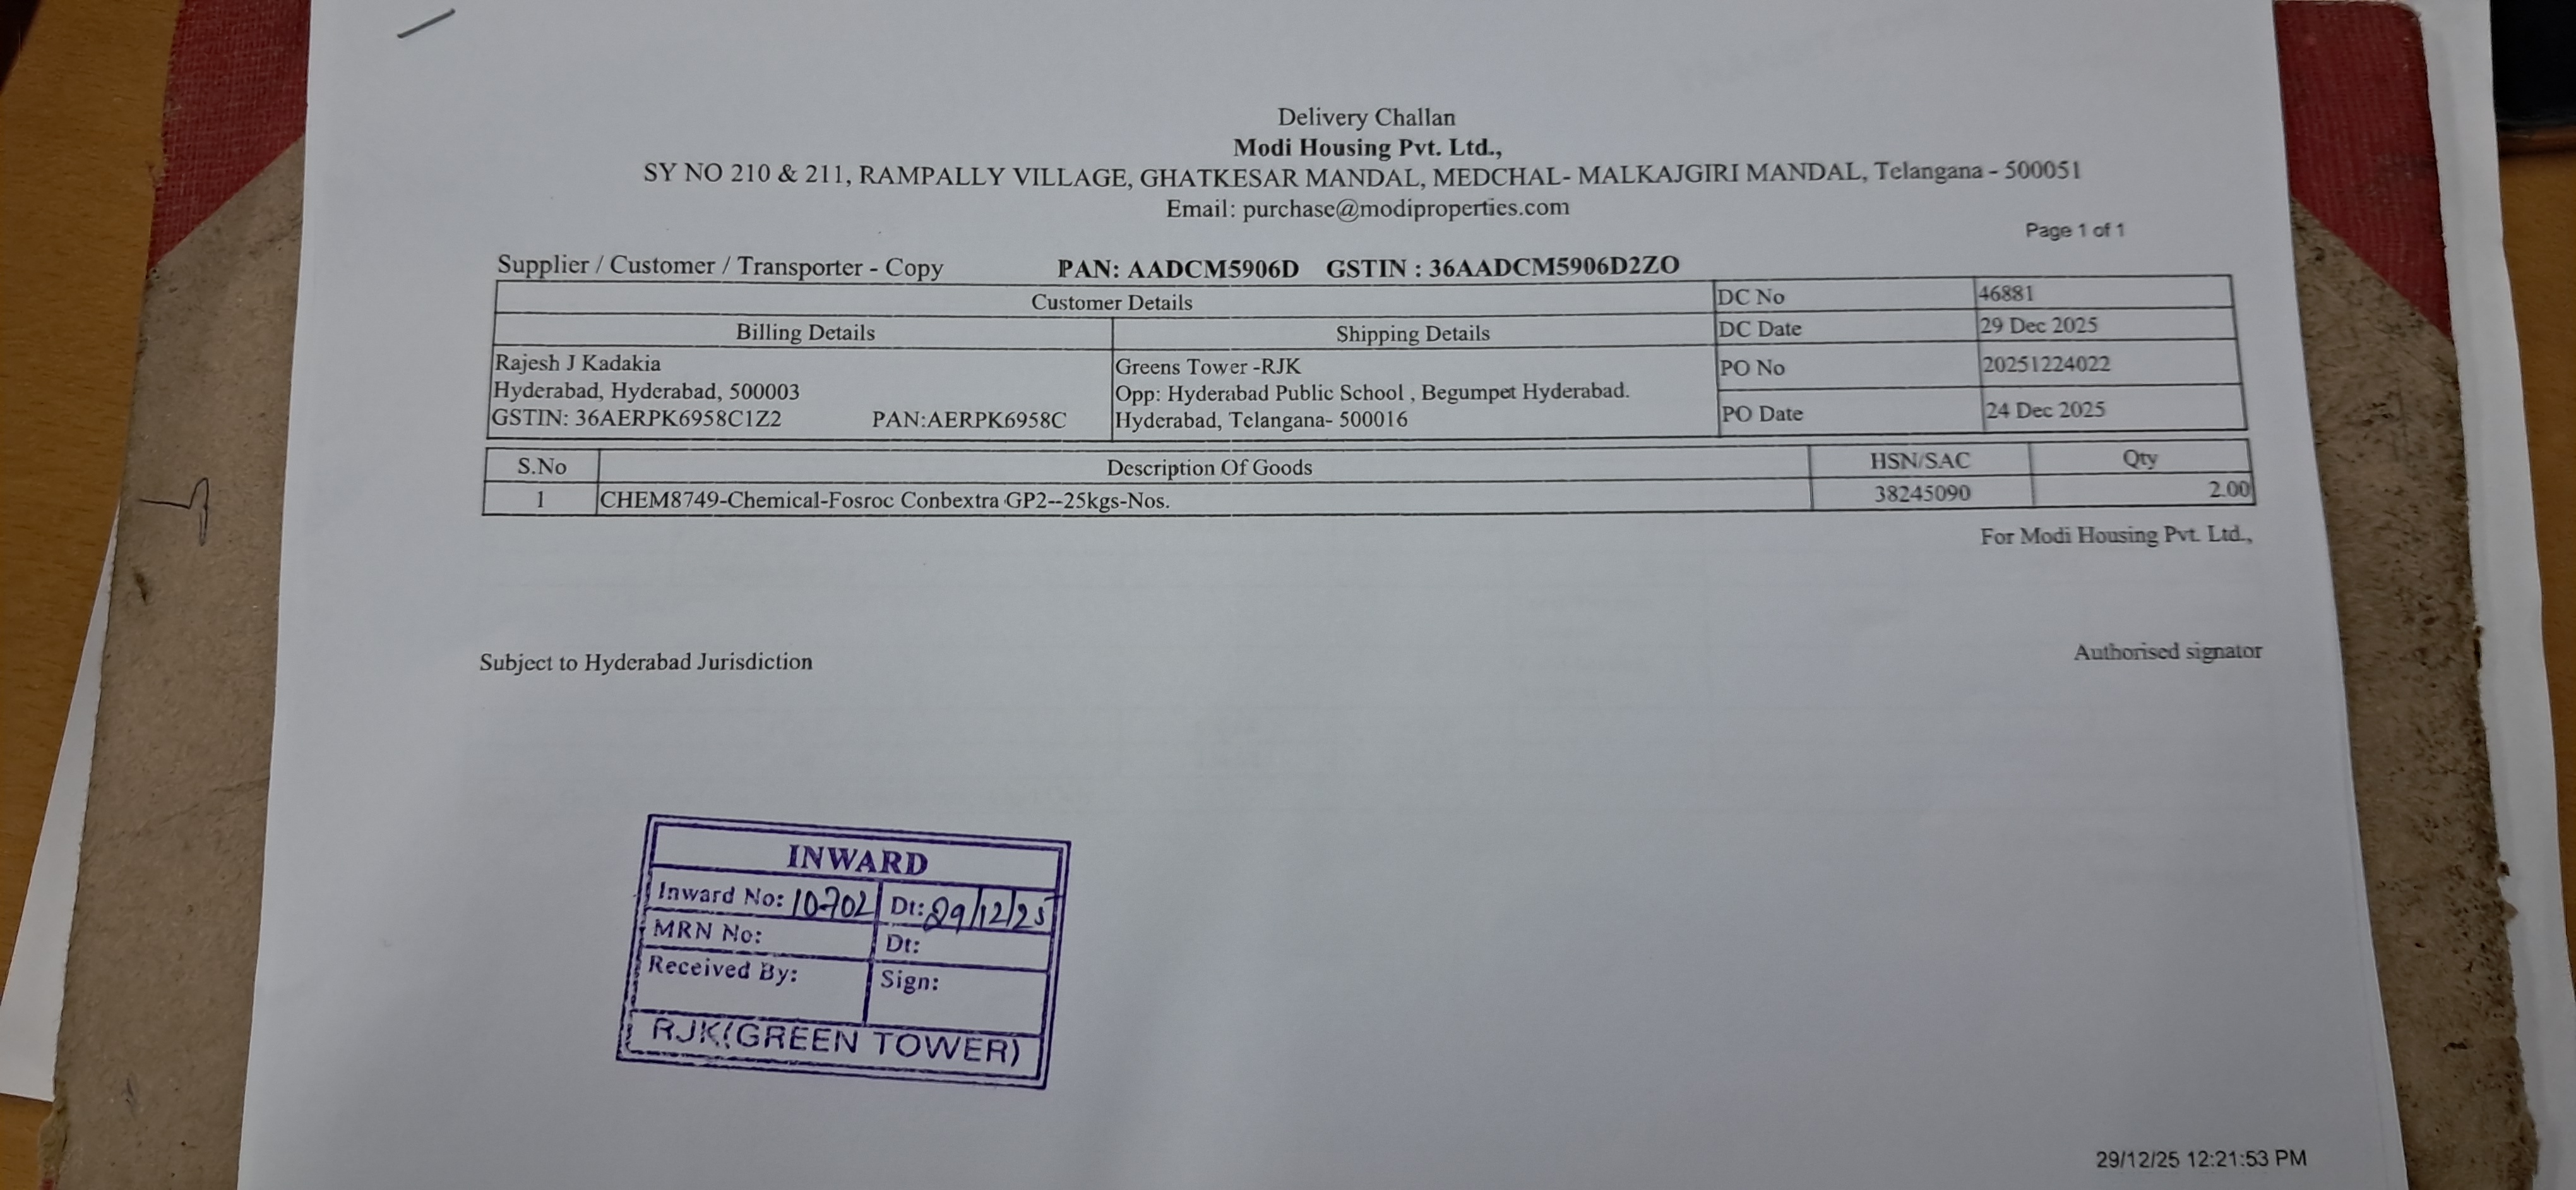 Delivery Challan
Modi Housing Pvt. Ltd.,
SY NO 210 & 211, RAMPALLY VILLAGE, GHATKESAR MANDAL, MEDCHAL- MALKAJGIRI MANDAL, Telangana - 500051
Email: purchase@modiproperties.com
Page 1 of 1
Supplier / Customer / Transporter - Copy PAN: AADCM5906D GSTIN : 36AADCM5906D2ZO
Customer Details
Billing Details
Rajesh J Kadakia
Hyderabad, Hyderabad, 500003
GSTIN: 36AERPK6958C1Z2 PAN:AERPK6958C
Shipping Details
Greens Tower -RJK
Opp: Hyderabad Public School , Begumpet Hyderabad.
Hyderabad, Telangana- 500016
DC No 46881
DC Date 29 Dec 2025
PO No 20251224022
PO Date 24 Dec 2025
S.No Description Of Goods HSN/SAC Qty
1 CHEM8749-Chemical-Fosroc Conbextra GP2--25kgs-Nos. 38245090 2.00
For Modi Housing Pvt. Ltd.,
Subject to Hyderabad Jurisdiction Authorised signator
INWARD
Inward No: 10702 Dt: 29/12/25
MRN No: Dt:
Received By: Sign:
RJK(GREEN TOWER)
29/12/25 12:21:53 PM